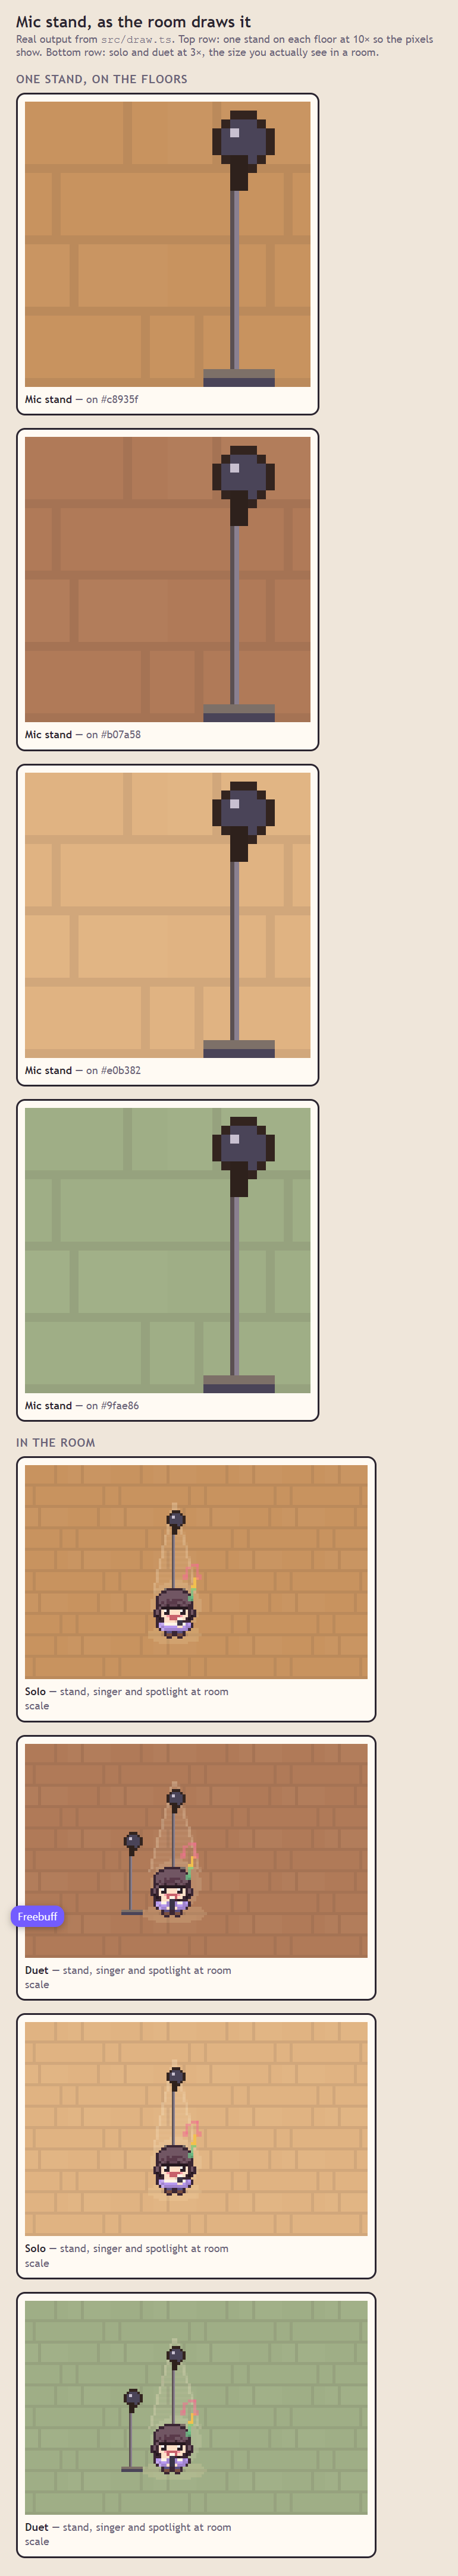 Mic stand, as the room draws it
Real output from src/draw.ts. Top row: one stand on each floor at 10× so the pixels
show. Bottom row: solo and duet at 3×, the size you actually see in a room.
ONE STAND, ON THE FLOORS
Mic stand — on #c8935f
Mic stand — on #b07a58
Mic stand — on #e0b382
Mic stand — on #9fae86
IN THE ROOM
Solo — stand, singer and spotlight at room
scale
Freebuff
Duet — stand, singer and spotlight at room
scale
Solo — stand, singer and spotlight at room
scale
Duet — stand, singer and spotlight at room
scale